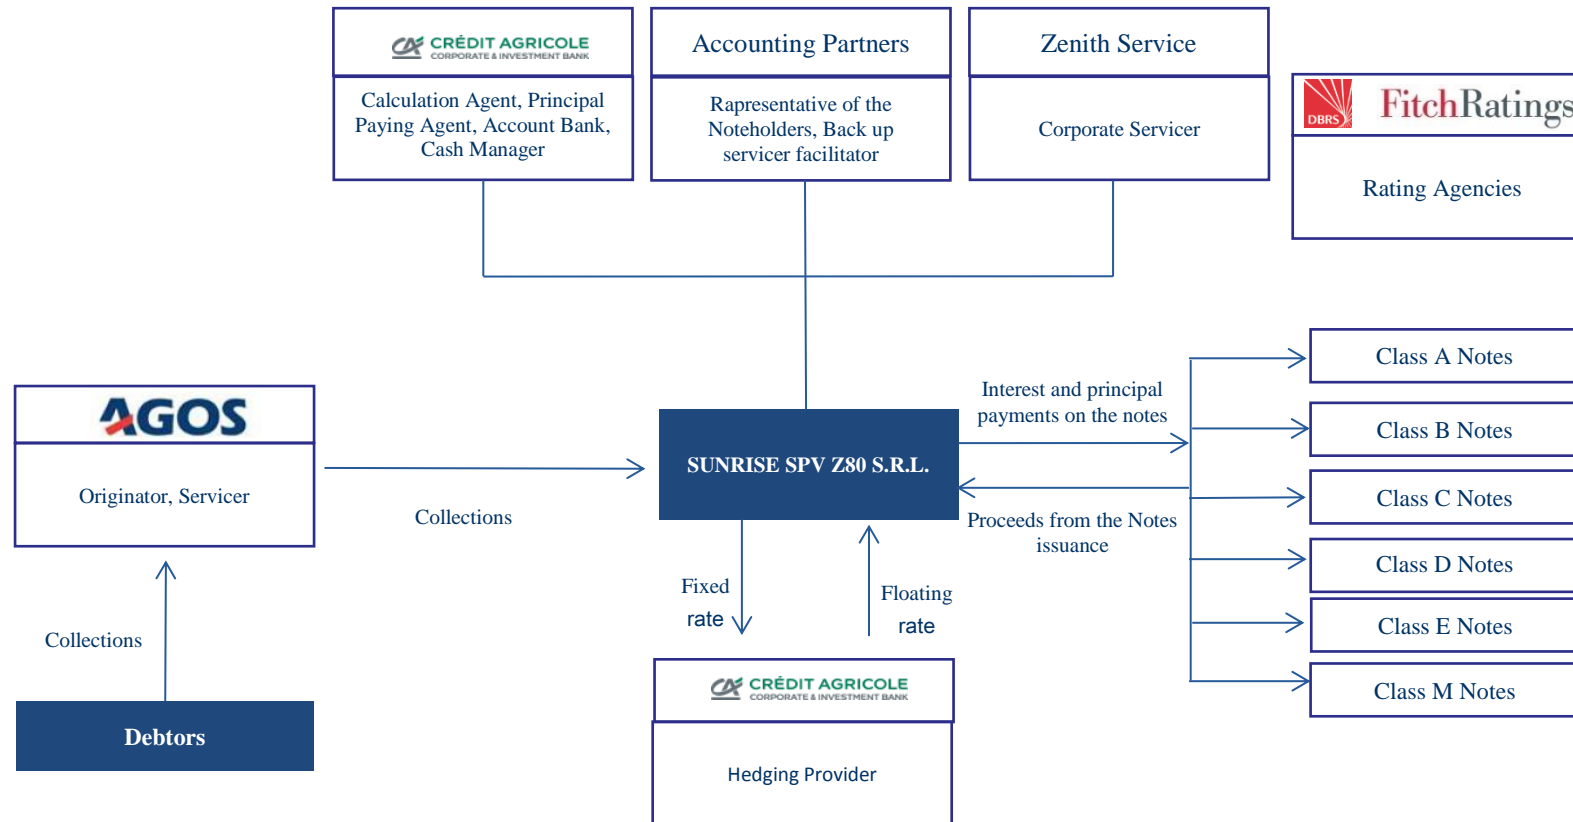 CRÉDIT AGRICOLE
CORPORATE & INVESTMENT BANK
Calculation Agent, Principal
Paying Agent, Account Bank,
Cash Manager
Accounting Partners
Rapresentative of the
Noteholders, Back up
servicer facilitator
Zenith Service
Corporate Servicer
DBRS
FitchRatings
Rating Agencies
AGOS
Originator, Servicer
Collections
Collections
Debtors
SUNRISE SPV Z80 S.R.L.
Interest and principal
payments on the notes
Proceeds from the Notes
issuance
Fixed
rate
Floating
rate
CA
CRÉDIT AGRICOLE
CORPORATE & INVESTMENT BANK
Hedging Provider
Class A Notes
Class B Notes
Class C Notes
Class D Notes
Class E Notes
Class M Notes